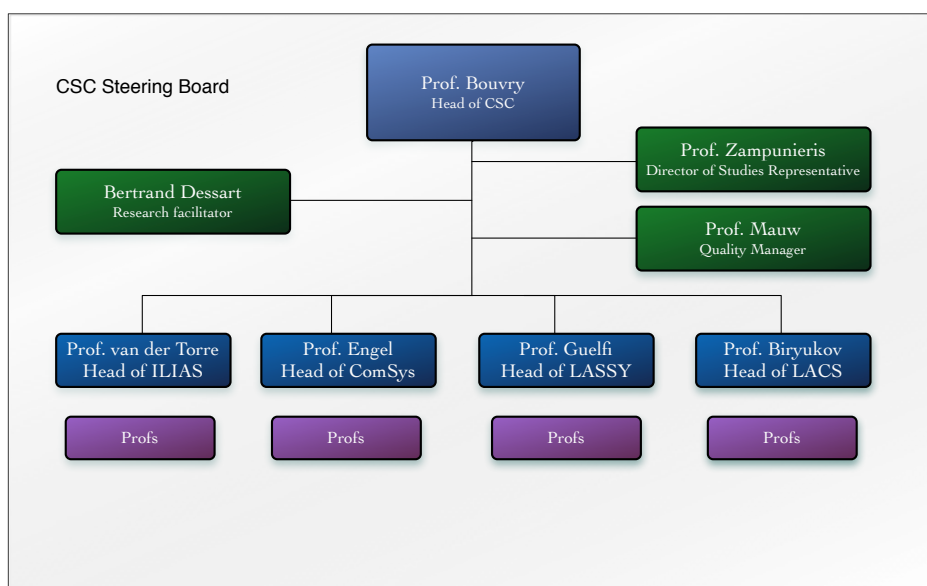 CSC Steering Board
Prof. Bouvry
Head of CSC
Prof. Zampunieris
Director of Studies Representative
Bertrand Dessart
Research facilitator
Prof. Mauw
Quality Manager
Prof. van der Torre
Head of ILIAS
Prof. Engel
Head of ComSys
Prof. Guelfi
Head of LASSY
Prof. Biryukov
Head of LACS
Profs
Profs
Profs
Profs